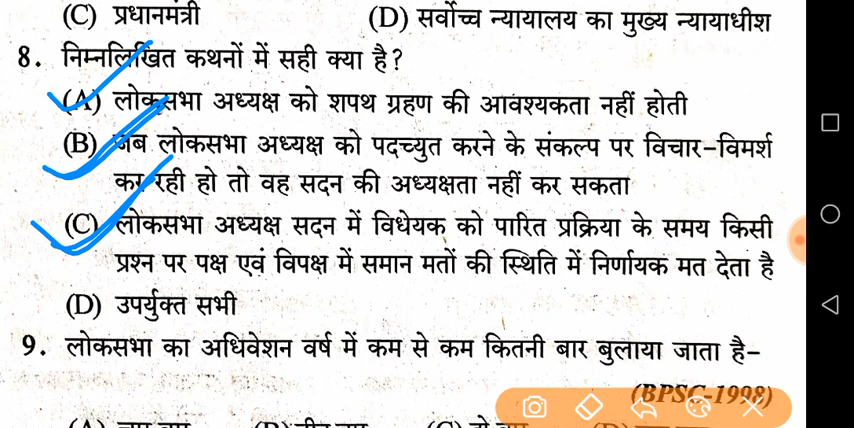 (C) प्रधानमंत्री (D) सर्वोच्च न्यायालय का मुख्य न्यायाधीश
8. निम्नलिखित कथनों में सही क्या है?
(A) लोकसभा अध्यक्ष को शपथ ग्रहण की आवश्यकता नहीं होती
(B) जब लोकसभा अध्यक्ष को पदच्युत करने के संकल्प पर विचार-विमर्श
कर रही हो तो वह सदन की अध्यक्षता नहीं कर सकता
(C) लोकसभा अध्यक्ष सदन में विधेयक को पारित प्रक्रिया के समय किसी
प्रश्न पर पक्ष एवं विपक्ष में समान मतों की स्थिति में निर्णायक मत देता है
(D) उपर्युक्त सभी
9. लोकसभा का अधिवेशन वर्ष में कम से कम कितनी बार बुलाया जाता है-
(BPSC-1998)